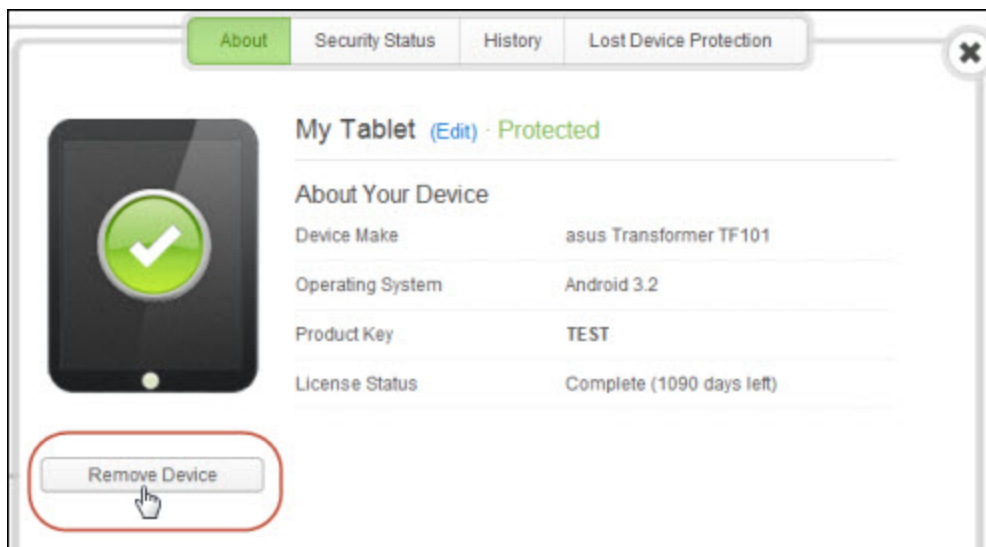 About Security Status History Lost Device Protection
My Tablet (Edit) · Protected
About Your Device
Device Make asus Transformer TF101
Operating System Android 3.2
Product Key TEST
License Status Complete (1090 days left)
Remove Device